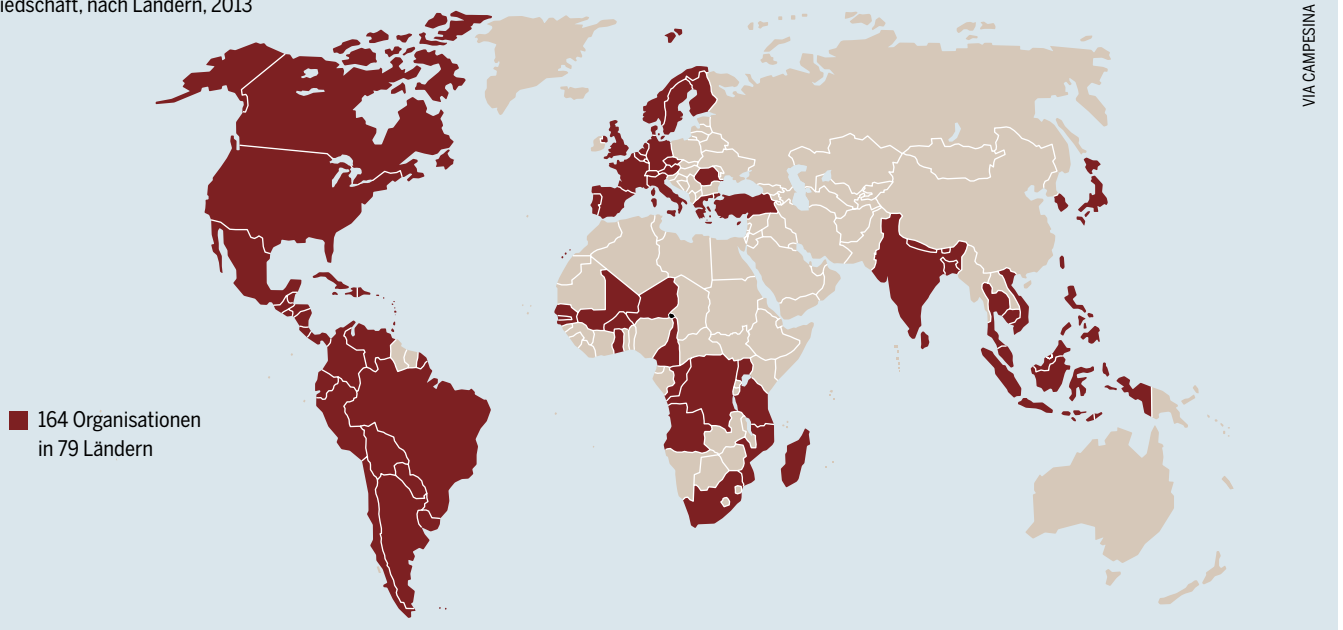 iedschaft, nach Ländern, 2013
VIA CAMPESINA
164 Organisationen
in 79 Ländern